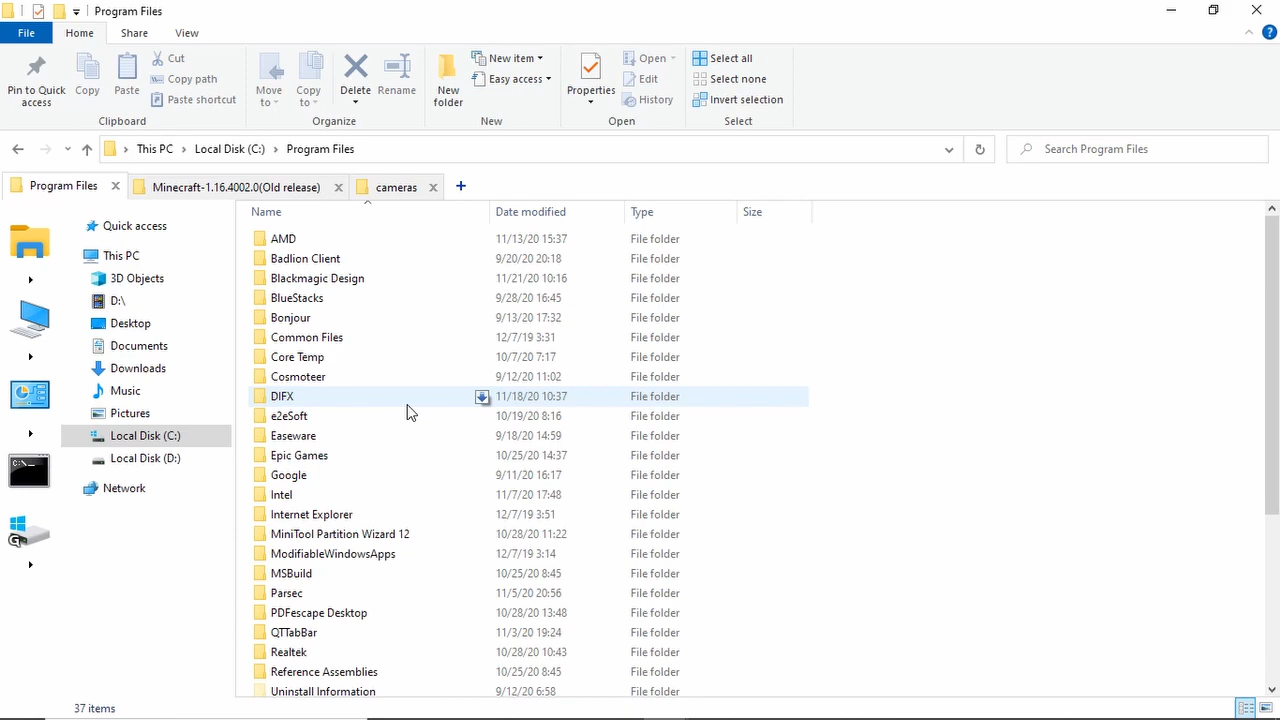 Program Files
File Home Share View
Pin to Quick access
Copy
Paste
Cut
Copy path
Paste shortcut
Clipboard
Move to
Copy to
Delete
Rename
Organize
New folder
New item
Easy access
New
Properties
Open
Edit
History
Open
Select all
Select none
Invert selection
Select
This PC Local Disk (C:) Program Files
Search Program Files
Program Files
Minecraft-1.16.4002.0(Old release)
cameras
Quick access
This PC
3D Objects
D:\
Desktop
Documents
Downloads
Music
Pictures
Local Disk (C:)
Local Disk (D:)
Network
Name Date modified Type Size
AMD 11/13/20 15:37 File folder
Badlion Client 9/20/20 20:18 File folder
Blackmagic Design 11/21/20 10:16 File folder
BlueStacks 9/28/20 16:45 File folder
Bonjour 9/13/20 17:32 File folder
Common Files 12/7/19 3:31 File folder
Core Temp 10/7/20 7:17 File folder
Cosmoteer 9/12/20 11:02 File folder
DIFX 11/18/20 10:37 File folder
e2eSoft 10/19/20 8:16 File folder
Easeware 9/18/20 14:59 File folder
Epic Games 10/25/20 14:37 File folder
Google 9/11/20 16:17 File folder
Intel 11/7/20 17:48 File folder
Internet Explorer 12/7/19 3:51 File folder
MiniTool Partition Wizard 12 10/28/20 11:22 File folder
ModifiableWindowsApps 12/7/19 3:14 File folder
MSBuild 10/25/20 8:45 File folder
Parsec 11/5/20 20:56 File folder
PDFescape Desktop 10/28/20 13:48 File folder
QTTabBar 11/3/20 19:24 File folder
Realtek 10/28/20 10:43 File folder
Reference Assemblies 10/25/20 8:45 File folder
Uninstall Information 9/12/20 6:58 File folder
37 items